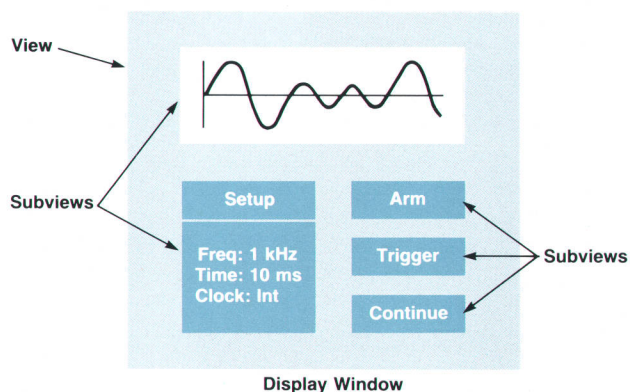 View
Subviews
Setup
Freq: 1 kHz
Time: 10 ms
Clock: Int
Arm
Trigger
Continue
Subviews
Display Window